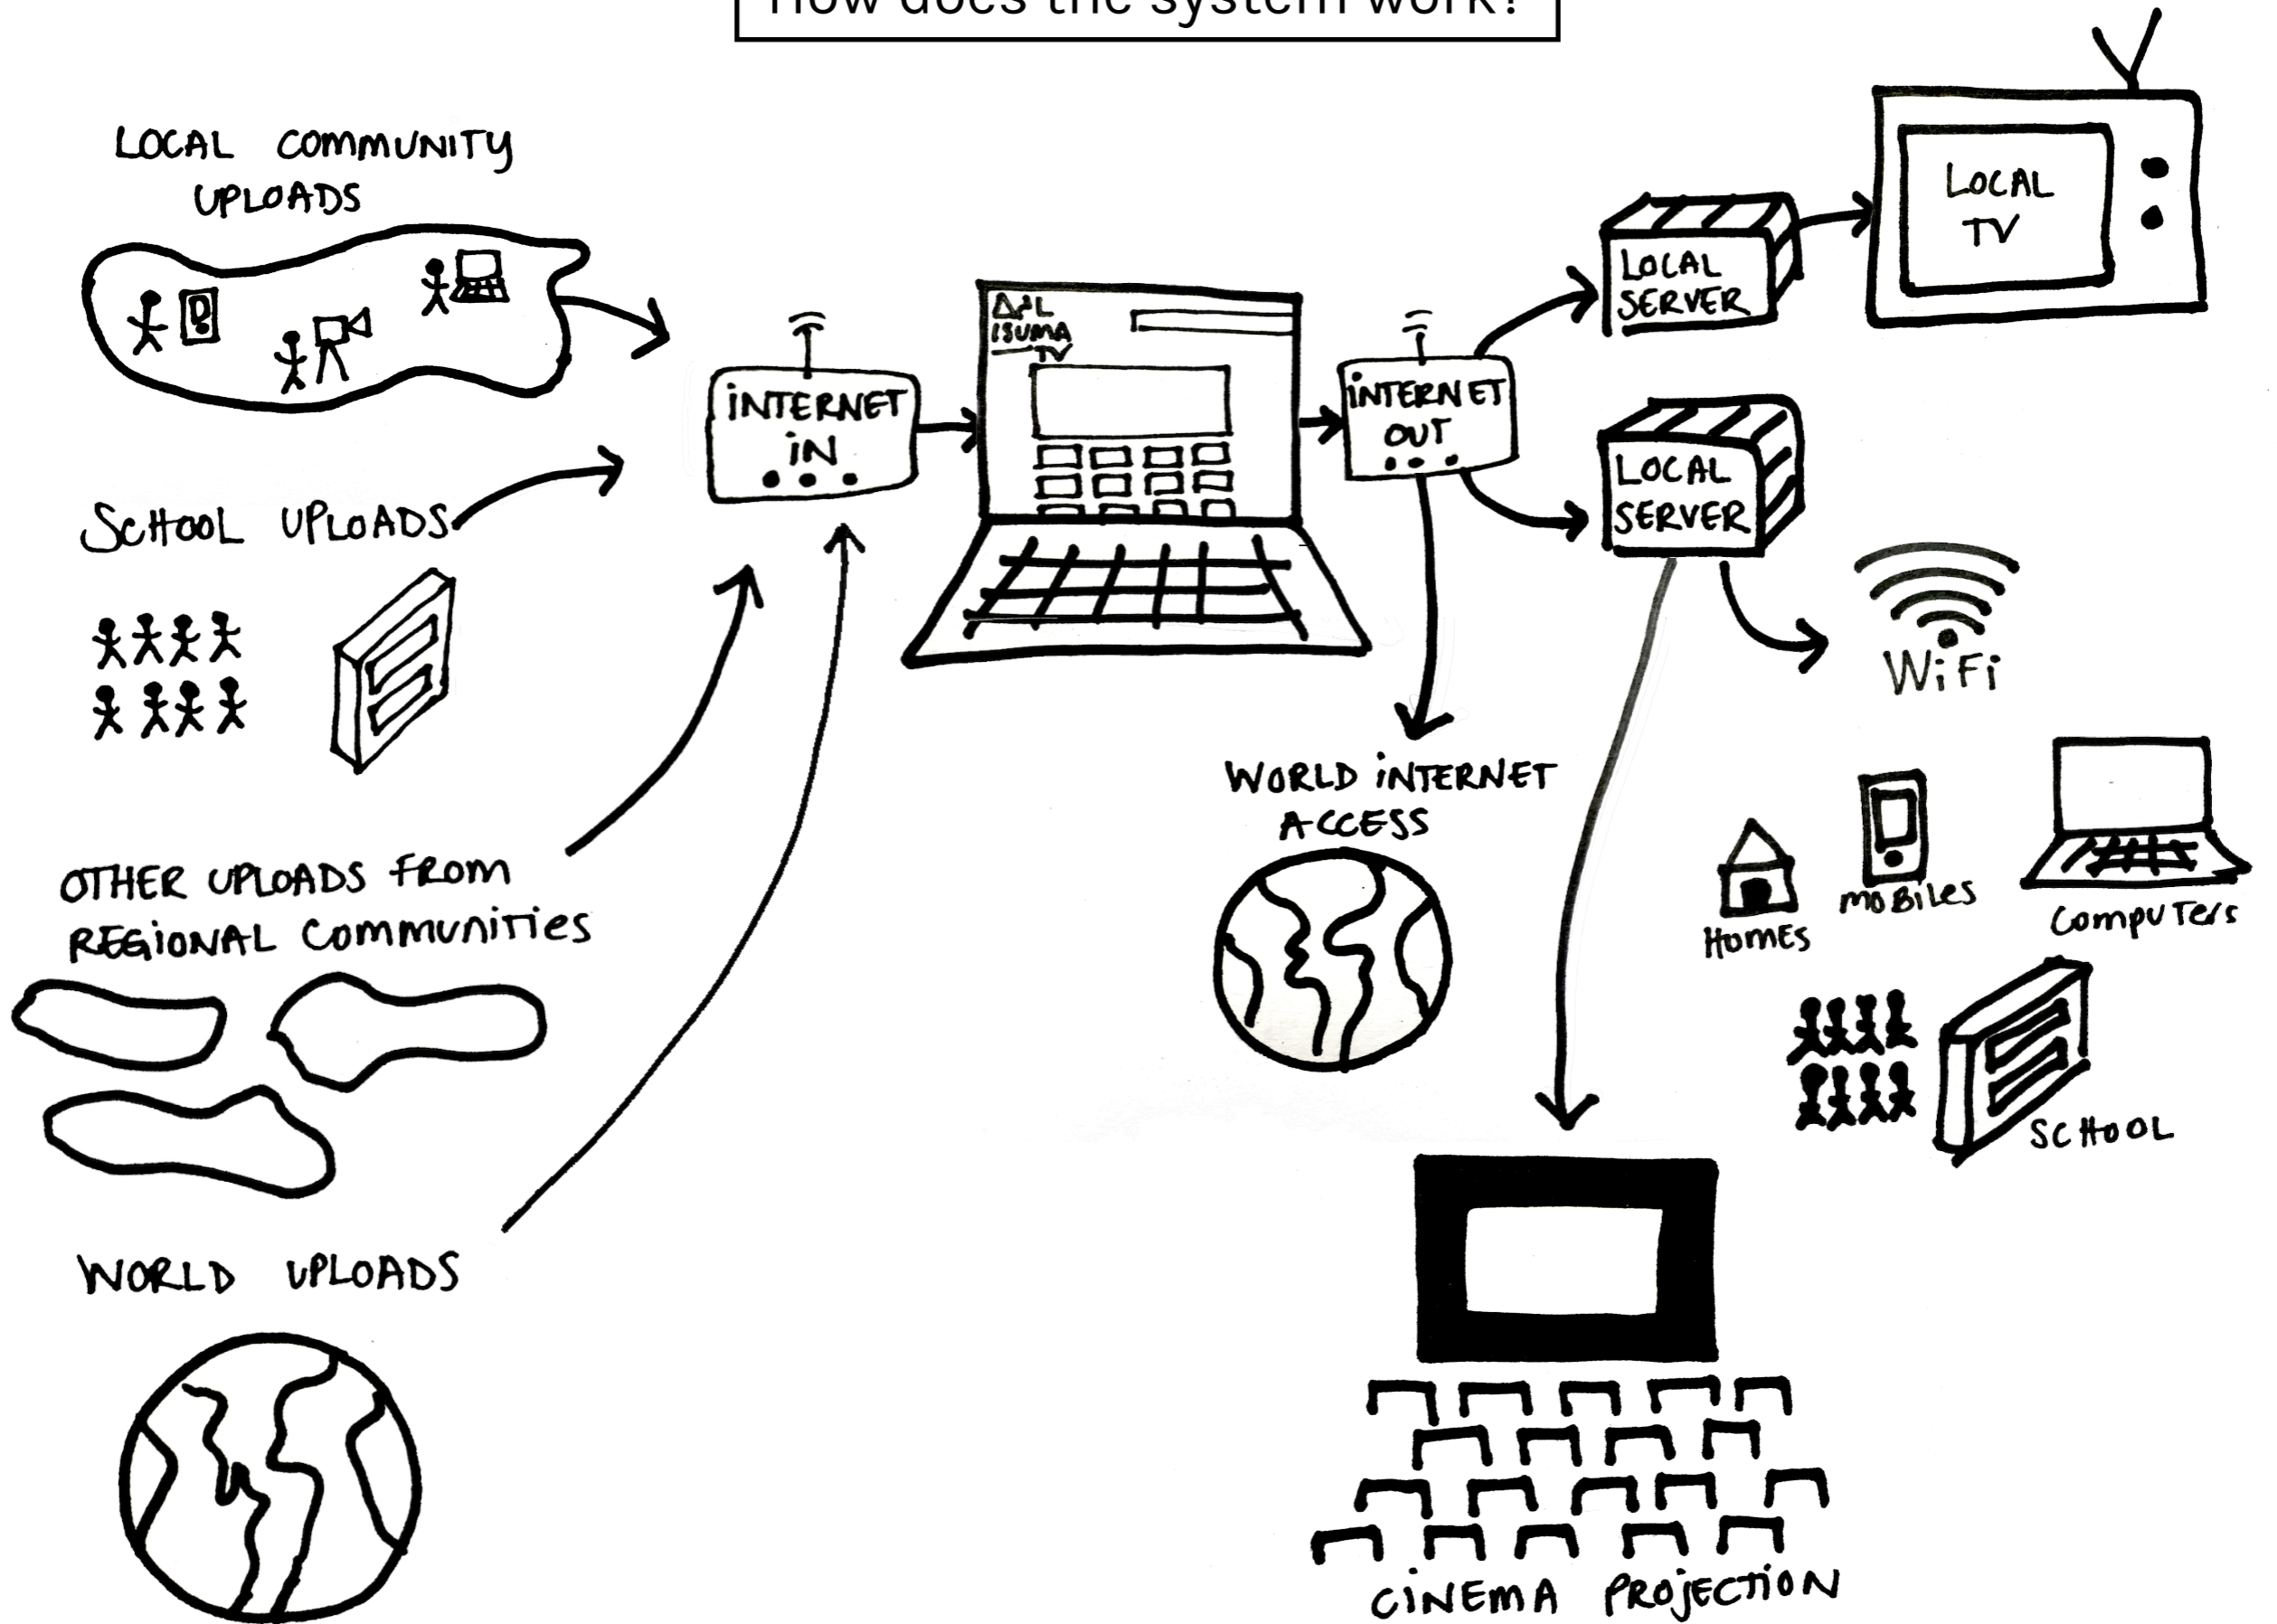 How does the system work?
LOCAL COMMUNITY
UPLOADS
SCHOOL UPLOADS
OTHER UPLOADS FROM
REGIONAL COMMUNITIES
WORLD UPLOADS
INTERNET
IN
ᐃᓱᒪ
ISUMA
TV
INTERNET
OUT
LOCAL
SERVER
LOCAL
TV
LOCAL
SERVER
WiFi
WORLD INTERNET
ACCESS
HOMES
MOBILES
COMPUTERS
SCHOOL
CINEMA PROJECTION